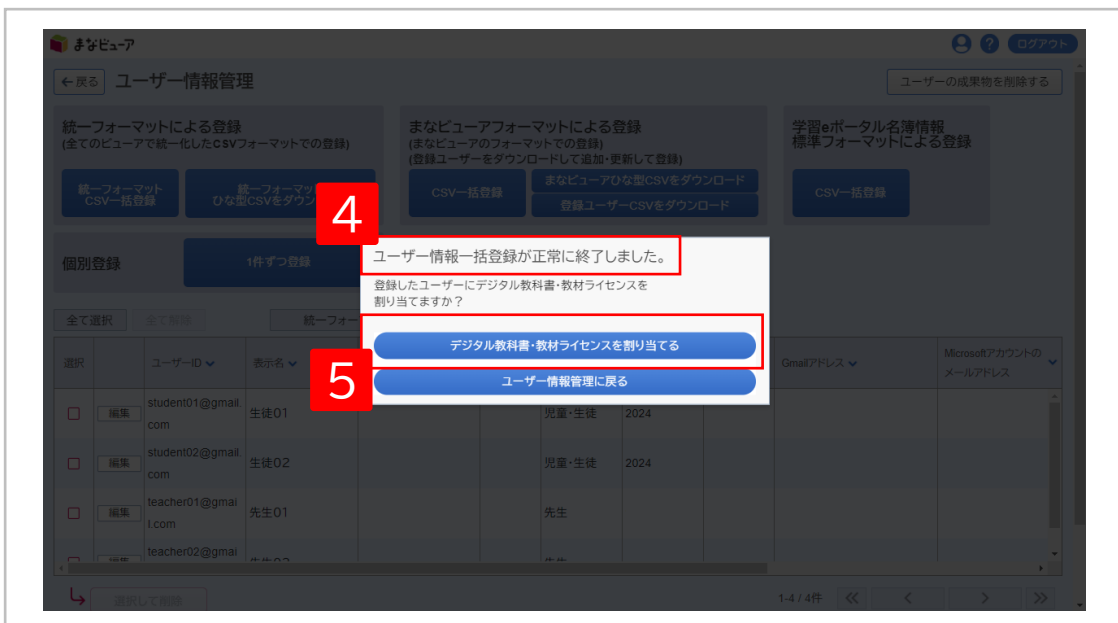 まなビューア
? ログアウト
←戻る ユーザー情報管理 ユーザーの成果物を削除する
統一フォーマットによる登録
(全てのビューアで統一化したCSVフォーマットでの登録)
統一フォーマット
CSV一括登録
統一フォーマッ
ひな型CSVをダウン
まなビューアフォーマットによる登録
(まなビューアのフォーマットでの登録)
(登録ユーザーをダウンロードして追加・更新して登録)
CSV一括登録
まなビューアひな型CSVをダウンロード
登録ユーザーCSVをダウンロード
学習eポータル名簿情報
標準フォーマットによる登録
CSV一括登録
個別登録 1件ずつ登録
4
ユーザー情報一括登録が正常に終了しました。
登録したユーザーにデジタル教科書・教材ライセンスを
割り当てますか？
5
デジタル教科書・教材ライセンスを割り当てる
ユーザー情報管理に戻る
全て選択 全て解除 統一フォー
選択 ユーザーID 表示名 Gmailアドレス Microsoftアカウントの
メールアドレス
編集 student01@gmail.
com 生徒01 児童・生徒 2024
編集 student02@gmail.
com 生徒02 児童・生徒 2024
編集 teacher01@gmai
l.com 先生01 先生
teacher02@gmai
選択して削除 1-4 / 4件